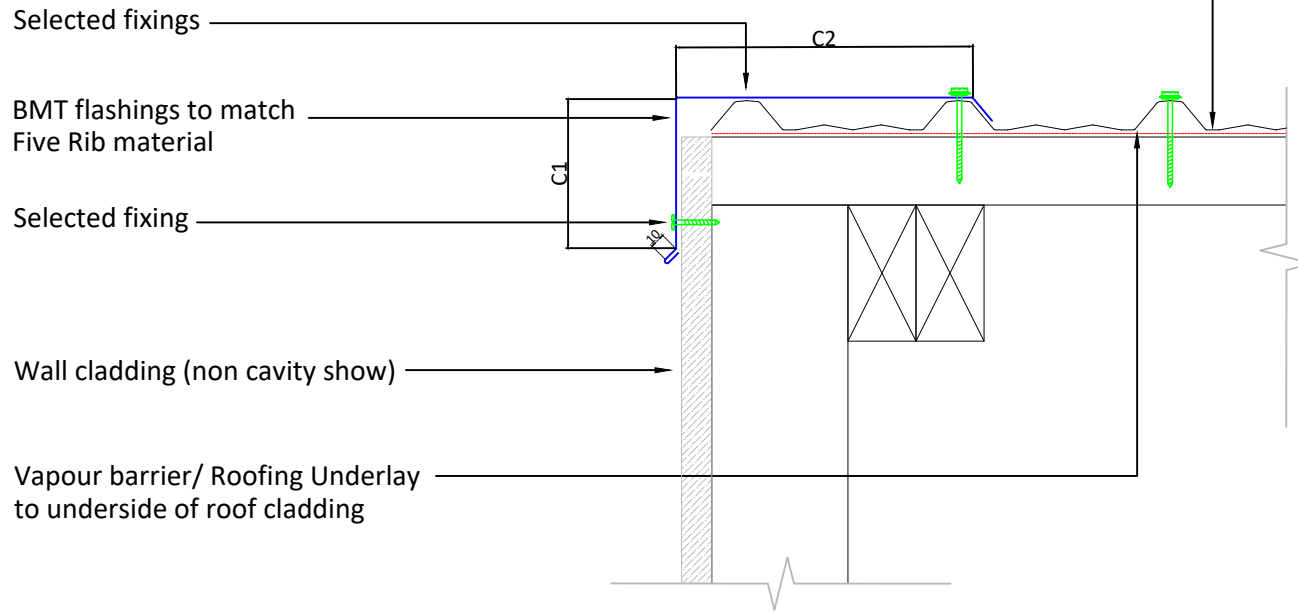 Selected fixings
C2
BMT flashings to match
Five Rib material
C1
Selected fixing
10
Wall cladding (non cavity show)
Vapour barrier/ Roofing Underlay
to underside of roof cladding